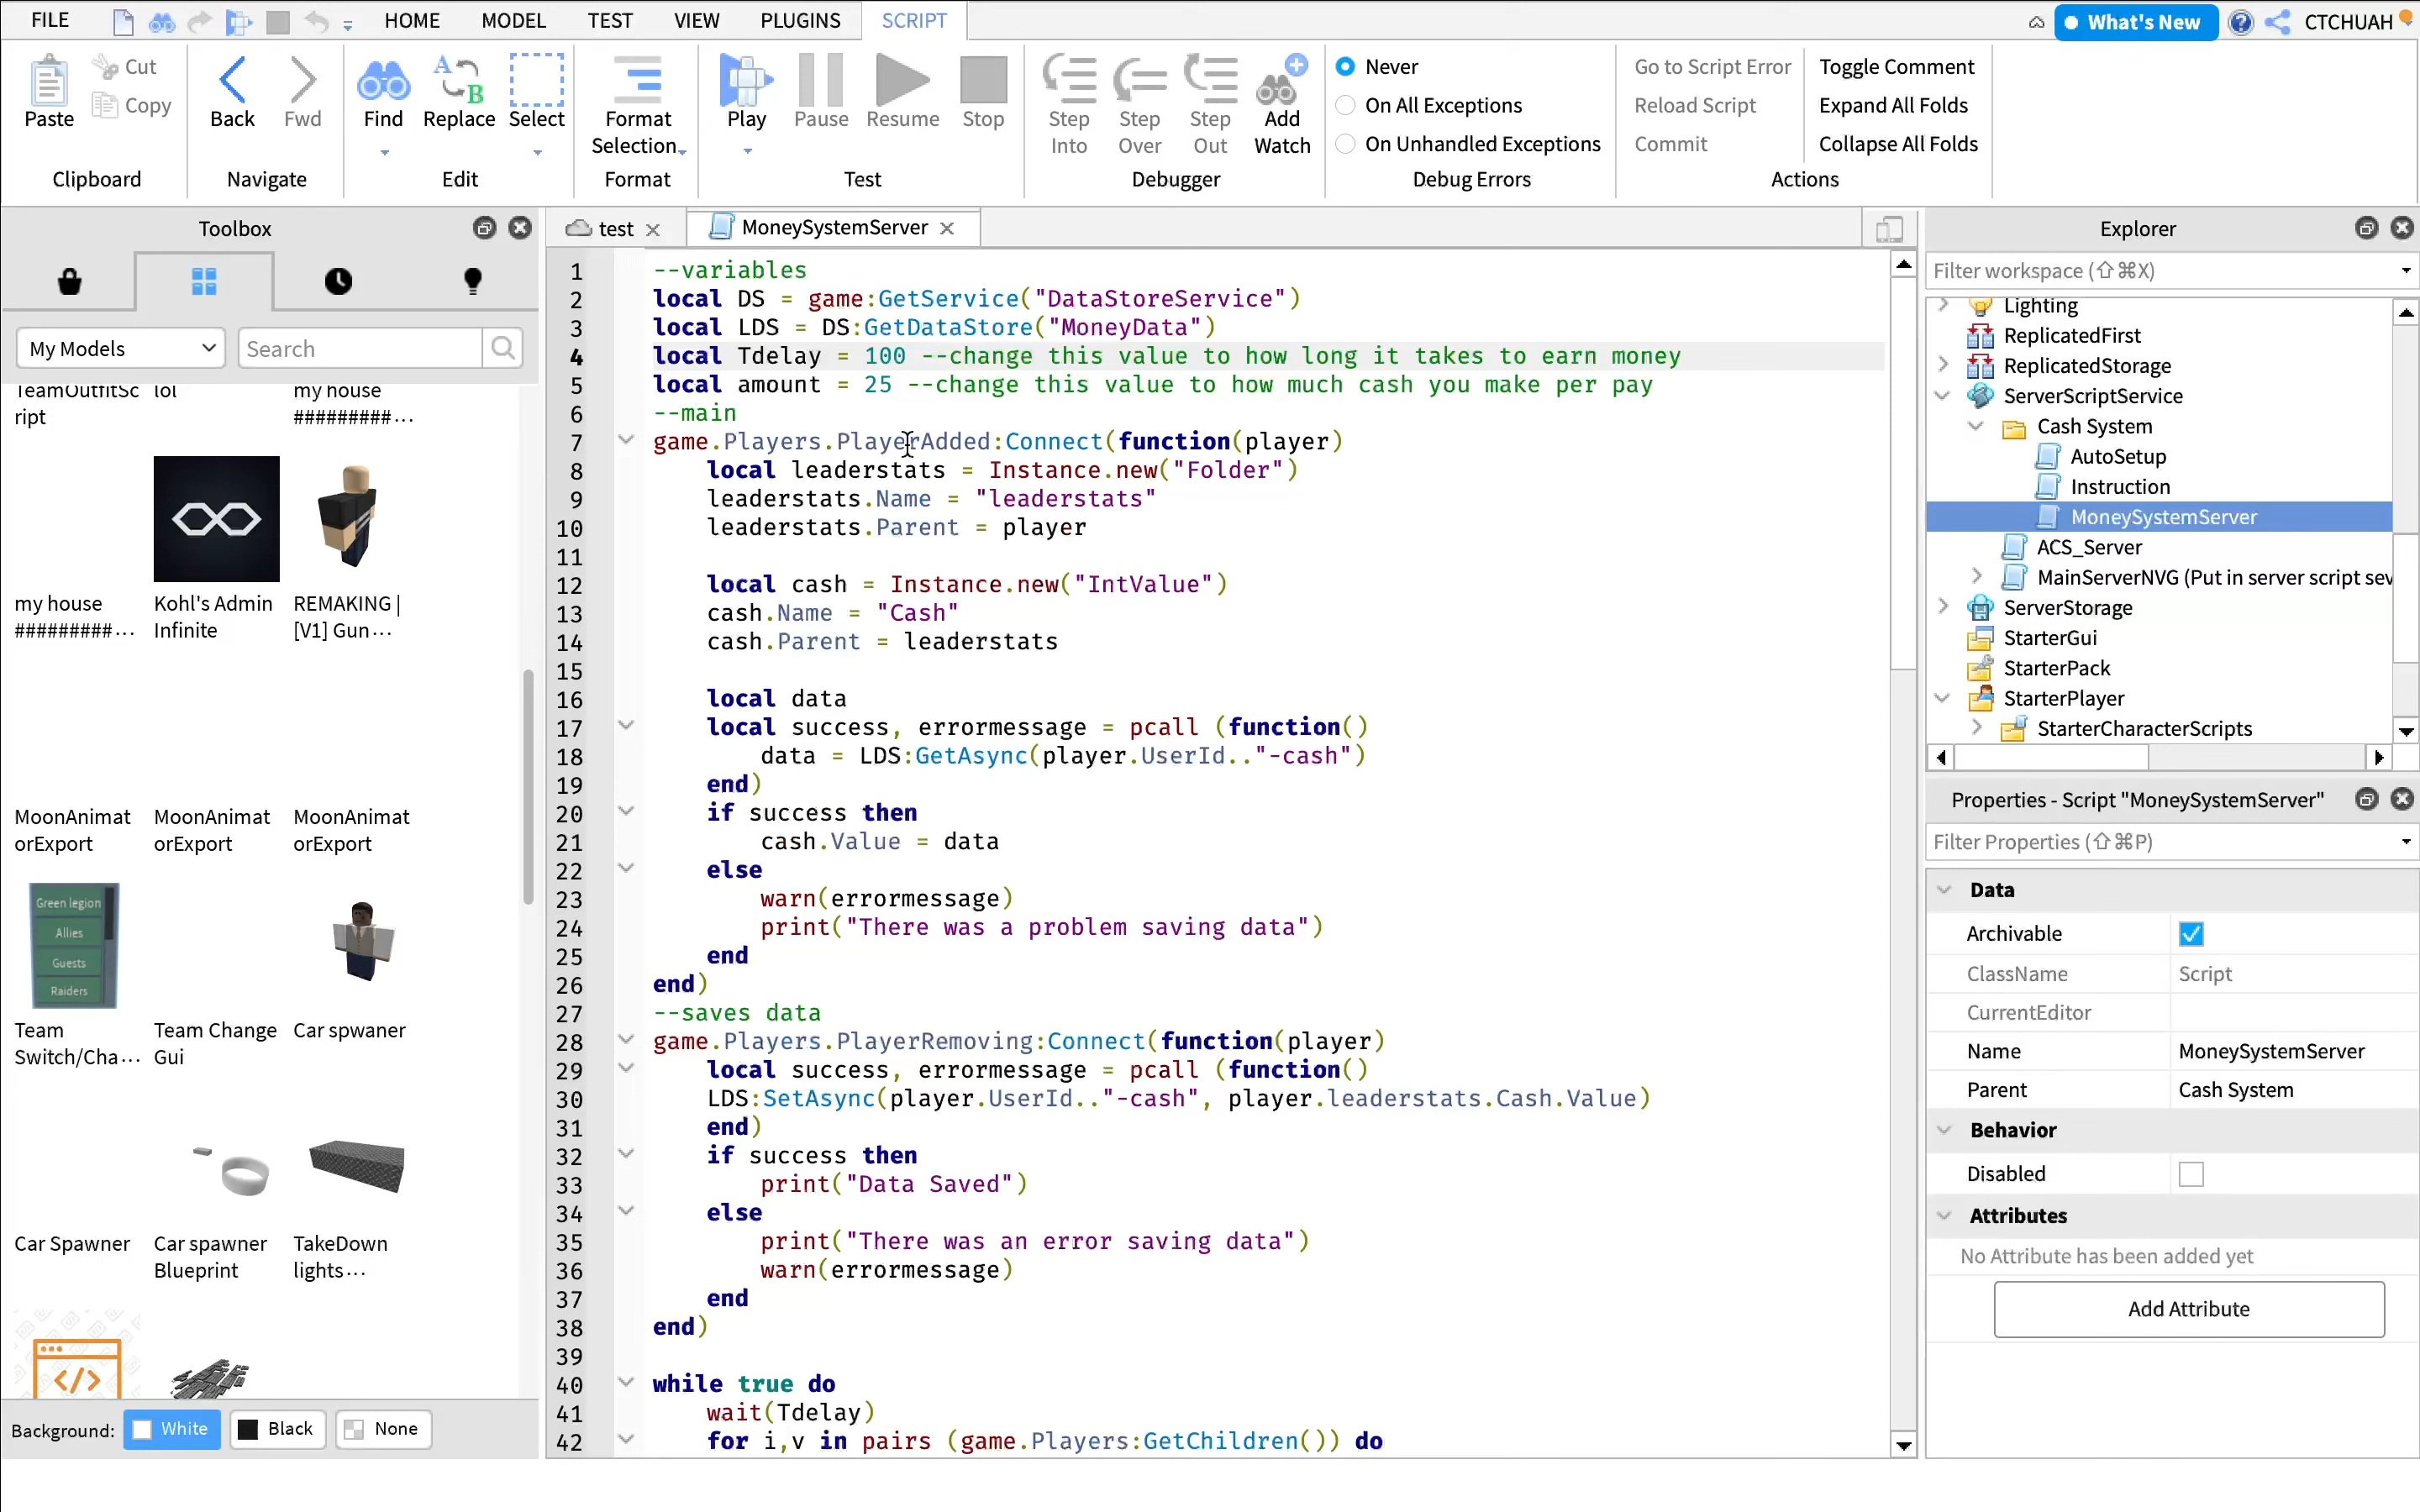 FILE HOME MODEL TEST VIEW PLUGINS SCRIPT What's New CTCHUAH
Paste Cut Copy Back Fwd Find Replace Select Format Selection Play Pause Resume Stop Step Into Step Over Step Out Add Watch
Never
On All Exceptions
On Unhandled Exceptions
Go to Script Error
Reload Script
Commit
Toggle Comment
Expand All Folds
Collapse All Folds
Clipboard Navigate Edit Format Test Debugger Debug Errors Actions
Toolbox
My Models Search
TeamOutfitSc
ript
lol
my house
#########...
my house
#########...
Kohl's Admin
Infinite
REMAKING |
[V1] Gun...
MoonAnimat
orExport
MoonAnimat
orExport
MoonAnimat
orExport
Green legion
Allies
Guests
Raiders
Team
Switch/Cha...
Team Change
Gui
Car spwaner
Car Spawner
Car spawner
Blueprint
TakeDown
lights...
</>
Background: White Black None
test MoneySystemServer
1 --variables
2 local DS = game:GetService("DataStoreService")
3 local LDS = DS:GetDataStore("MoneyData")
4 local Tdelay = 100 --change this value to how long it takes to earn money
5 local amount = 25 --change this value to how much cash you make per pay
6 --main
7 game.Players.PlayerAdded:Connect(function(player)
8 local leaderstats = Instance.new("Folder")
9 leaderstats.Name = "leaderstats"
10 leaderstats.Parent = player
11
12 local cash = Instance.new("IntValue")
13 cash.Name = "Cash"
14 cash.Parent = leaderstats
15
16 local data
17 local success, errormessage = pcall (function()
18 data = LDS:GetAsync(player.UserId.."-cash")
19 end)
20 if success then
21 cash.Value = data
22 else
23 warn(errormessage)
24 print("There was a problem saving data")
25 end
26 end)
27 --saves data
28 game.Players.PlayerRemoving:Connect(function(player)
29 local success, errormessage = pcall (function()
30 LDS:SetAsync(player.UserId.."-cash", player.leaderstats.Cash.Value)
31 end)
32 if success then
33 print("Data Saved")
34 else
35 print("There was an error saving data")
36 warn(errormessage)
37 end
38 end)
39
40 while true do
41 wait(Tdelay)
42 for i,v in pairs (game.Players:GetChildren()) do
Explorer
Filter workspace (⇧⌘X)
Lighting
ReplicatedFirst
ReplicatedStorage
ServerScriptService
Cash System
AutoSetup
Instruction
MoneySystemServer
ACS_Server
MainServerNVG (Put in server script sev
ServerStorage
StarterGui
StarterPack
StarterPlayer
StarterCharacterScripts
Properties - Script "MoneySystemServer"
Filter Properties (⇧⌘P)
Data
Archivable
ClassName Script
CurrentEditor
Name MoneySystemServer
Parent Cash System
Behavior
Disabled
Attributes
No Attribute has been added yet
Add Attribute